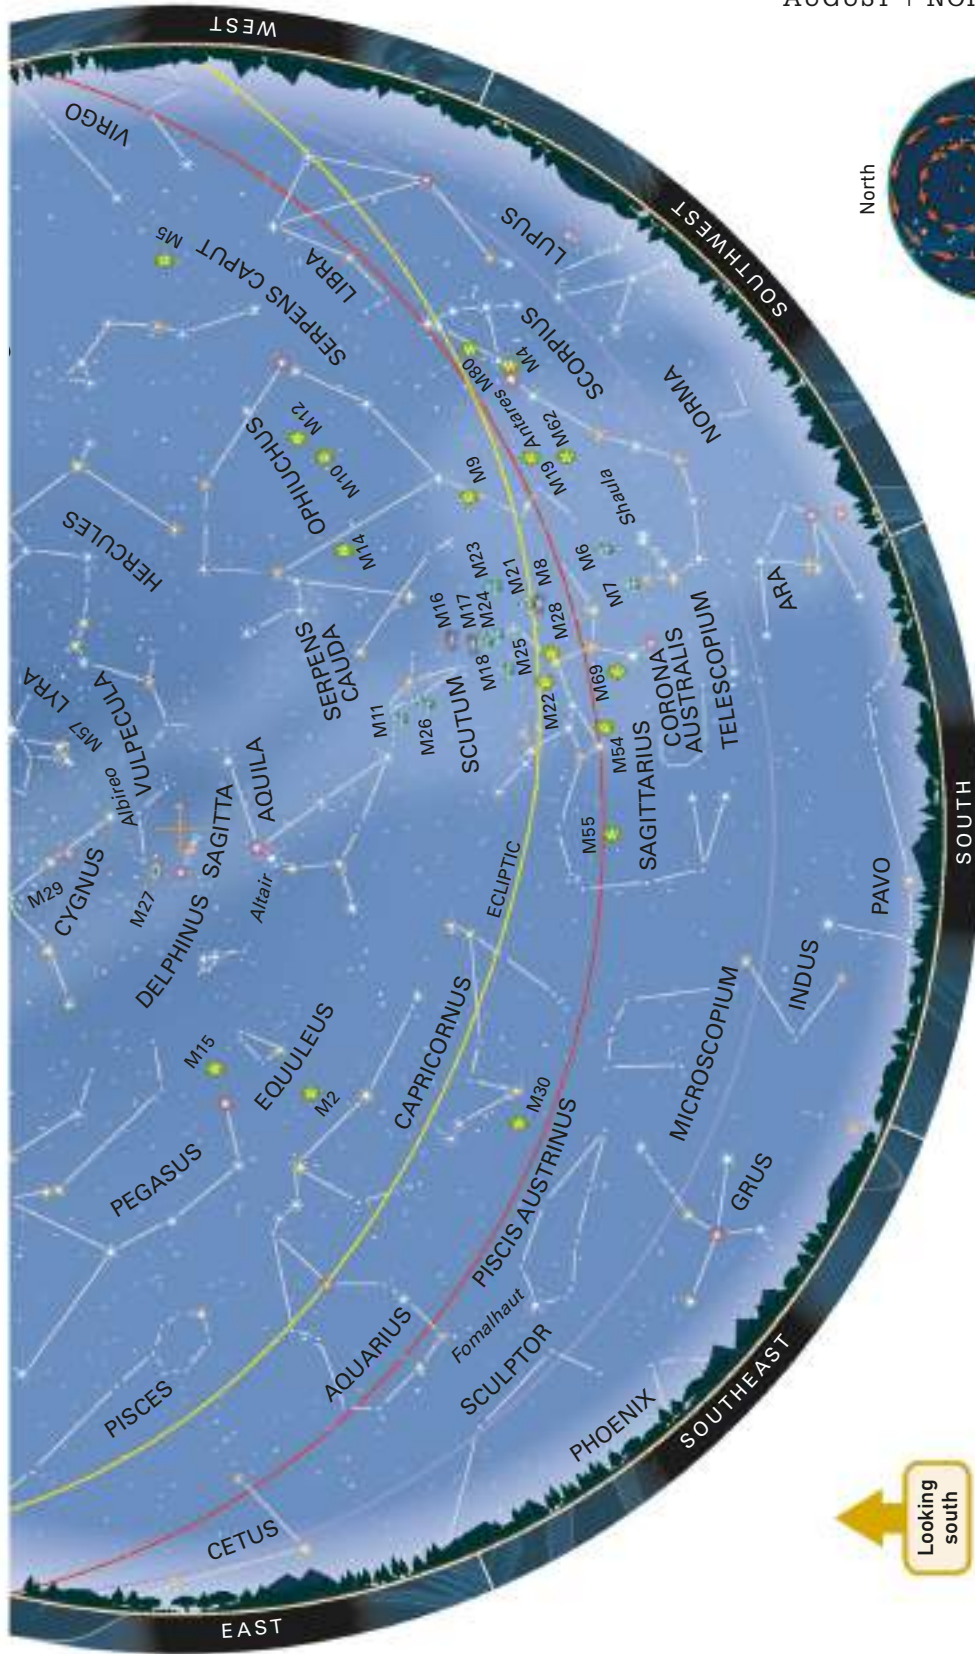 WEST
VIRGO
M5
SERPENS CAPUT
LIBRA
LUPUS
SOUTHWEST
North
M12
M10
OPHIUCHUS
M80
Antares
M4
SCORPIUS
NORMA
HERCULES
M14
M9
M19
M62
Shaula
M23
M21
M8
M6
M7
ARA
M16
M17
M24
M18
M25
M28
LYRA
M57
VULPECULA
SERPENS
CAUDA
M11
M26
SCUTUM
M22
M69
M54
CORONA
AUSTRALIS
TELESCOPIUM
Albireo
SAGITTA
AQUILA
M55
SAGITTARIUS
M29
CYGNUS
M27
DELPHINUS
Altair
ECLIPTIC
SOUTH
PAVO
INDUS
MICROSCOPIUM
CAPRICORNUS
M15
EQUULEUS
M2
M30
PISCIS AUSTRINUS
GRUS
PEGASUS
Fomalhaut
AQUARIUS
SCULPTOR
PHOENIX
SOUTHEAST
PISCES
CETUS
EAST
Looking
south